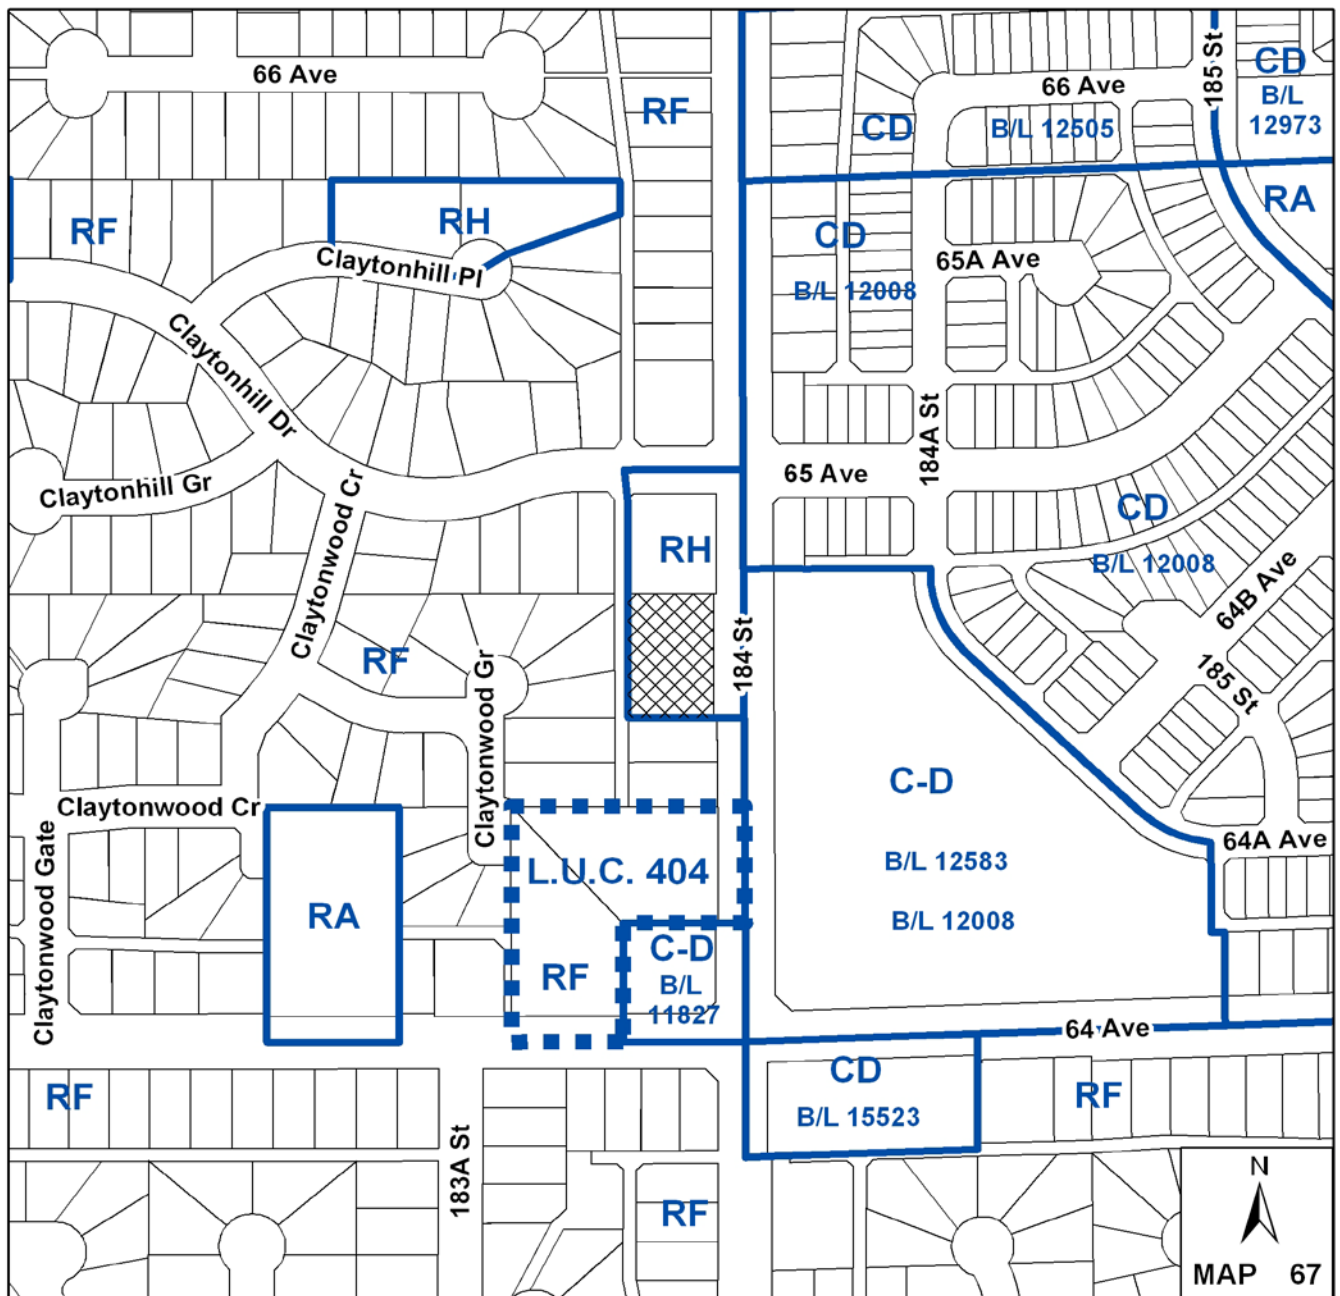 66 Ave
RF
CD
66 Ave
B/L 12505
185 St
CD
B/L
12973
RF
RH
Claytonhill Pl
CD
B/L 12008
65A Ave
RA
Claytonhill Dr
Claytonhill Gr
Claytonwood Cr
65 Ave
184A St
CD
B/L 12008
RH
64B Ave
RF
Claytonwood Gr
184 St
185 St
C-D
B/L 12583
B/L 12008
64A Ave
Claytonwood Cr
Claytonwood Gate
RA
L.U.C. 404
RF
C-D
B/L
11827
64 Ave
RF
183A St
CD
B/L 15523
RF
RF
N
MAP 67